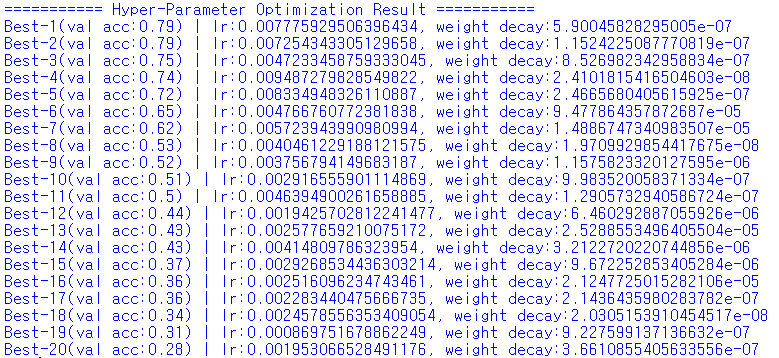 =========== Hyper-Parameter Optimization Result ===========
Best-1(val acc:0.79) | lr:0.007775929506396434, weight decay:5.90045828295005e-07
Best-2(val acc:0.79) | lr:0.007254343305129658, weight decay:1.1524225087770819e-07
Best-3(val acc:0.75) | lr:0.0047233458759333045, weight decay:8.526982342958834e-07
Best-4(val acc:0.74) | lr:0.009487279828549822, weight decay:2.4101815416504603e-08
Best-5(val acc:0.72) | lr:0.008334948326110887, weight decay:2.4665680405615925e-07
Best-6(val acc:0.65) | lr:0.004766760772381838, weight decay:9.477864357872687e-05
Best-7(val acc:0.62) | lr:0.005723943990980994, weight decay:1.4886747340983507e-05
Best-8(val acc:0.53) | lr:0.004046122918812​1575, weight decay:1.9709929854417675e-08
Best-9(val acc:0.52) | lr:0.003756794149683187, weight decay:1.1575823320127595e-06
Best-10(val acc:0.51) | lr:0.002916555901114869, weight decay:9.983520058371334e-07
Best-11(val acc:0.5) | lr:0.0046394900261658885, weight decay:1.2905732940586724e-07
Best-12(val acc:0.44) | lr:0.0019425702812241477, weight decay:6.460292887055926e-06
Best-13(val acc:0.43) | lr:0.002577659210075172, weight decay:2.5288553496405504e-05
Best-14(val acc:0.43) | lr:0.004148097​86323954, weight decay:3.2122720220744856e-06
Best-15(val acc:0.37) | lr:0.0029268534436303214, weight decay:9.672252853405284e-06
Best-16(val acc:0.36) | lr:0.002516096234743461, weight decay:2.1247725015282106e-05
Best-17(val acc:0.36) | lr:0.002283440475666735, weight decay:2.1436435980283782e-07
Best-18(val acc:0.34) | lr:0.0024578556353409054, weight decay:2.0305153910454517e-08
Best-19(val acc:0.31) | lr:0.000869751678862249, weight decay:9.227599137136632e-07
Best-20(val acc:0.28) | lr:0.001953066528491176, weight decay:3.6610855405633556e-07